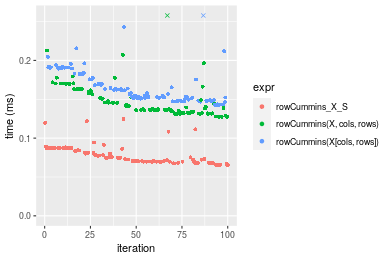 0.2
0.1
0.0
time (ms)
0
25
50
75
100
iteration
expr
rowCummins_X_S
rowCummins(X, cols, rows)
rowCummins(X[cols, rows])